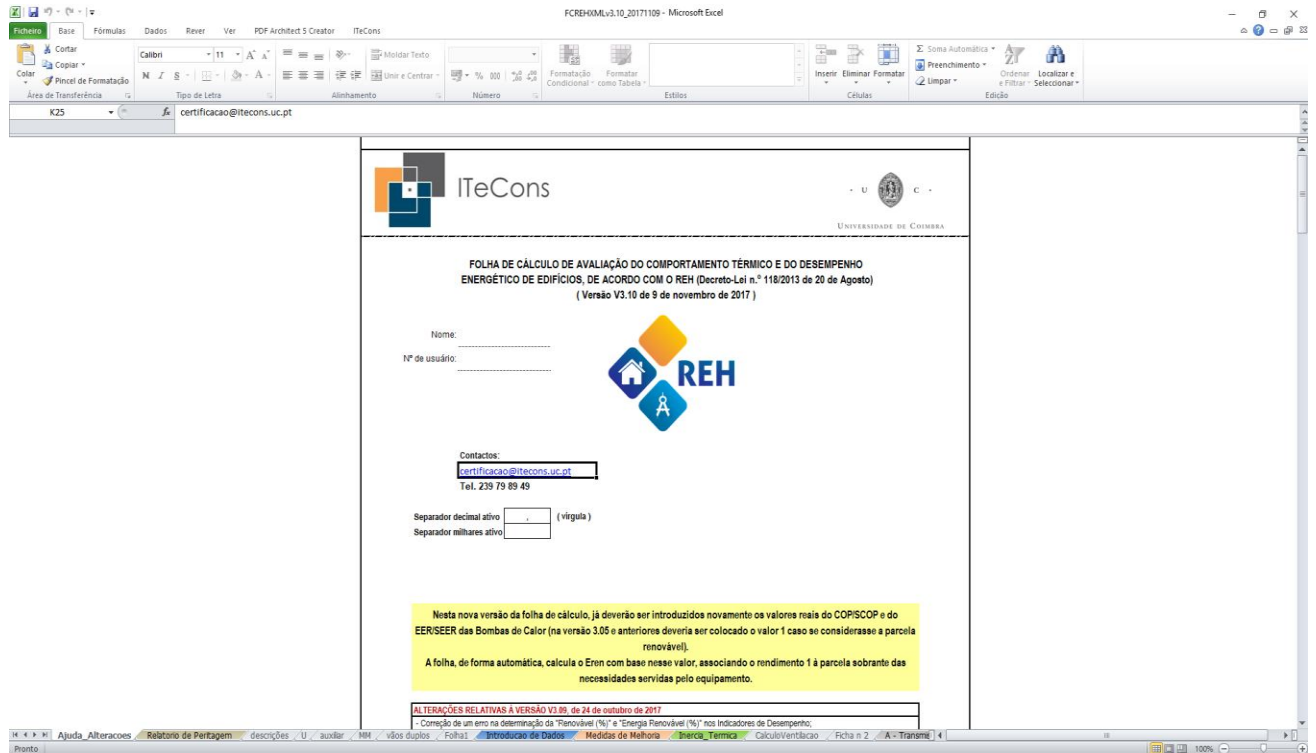 FCREHXMLv3.10_20171109 - Microsoft Excel
Ficheiro Base Fórmulas Dados Rever Ver PDF Architect 5 Creator ITeCons
Cortar
Copiar
Pincel de Formatação
Colar
Área de Transferência
Calibri 11
N I S
Tipo de Letra
Moldar Texto
Unir e Centrar
Alinhamento
% 000
Número
Formatação Condicional
Formatar como Tabela
Estilos
Inserir Eliminar Formatar
Células
Σ Soma Automática
Preenchimento
Limpar
Ordenar e Filtrar
Localizar e Seleccionar
Edição
K25 fx certificacao@itecons.uc.pt
ITeCons
· U C ·
UNIVERSIDADE DE COIMBRA
FOLHA DE CÁLCULO DE AVALIAÇÃO DO COMPORTAMENTO TÉRMICO E DO DESEMPENHO
ENERGÉTICO DE EDIFÍCIOS, DE ACORDO COM O REH (Decreto-Lei n.º 118/2013 de 20 de Agosto)
( Versão V3.10 de 9 de novembro de 2017 )
Nome:
Nº de usuário:
REH
Contactos:
certificacao@itecons.uc.pt
Tel. 239 79 89 49
Separador decimal ativo , ( vírgula )
Separador milhares ativo
Nesta nova versão da folha de cálculo, já deverão ser introduzidos novamente os valores reais do COP/SCOP e do
EER/SEER das Bombas de Calor (na versão 3.05 e anteriores deveria ser colocado o valor 1 caso se considerasse a parcela
renovável).
A folha, de forma automática, calcula o Eren com base nesse valor, associando o rendimento 1 à parcela sobrante das
necessidades servidas pelo equipamento.
ALTERAÇÕES RELATIVAS À VERSÃO V3.09, de 24 de outubro de 2017
- Correção de um erro na determinação da "Renovável (%)" e "Energia Renovável (%)" nos Indicadores de Desempenho;
Ajuda_Alteracoes Relatorio de Peritagem descrições U auxiliar MM vãos duplos Folha1 Introducao de Dados Medidas de Melhoria Inercia_Termica CalculoVentilacao Ficha n 2 A - Transmis
Pronto 100%